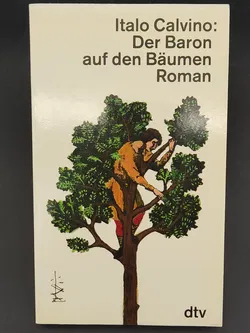 Italo Calvino:
Der Baron
auf den Bäumen
Roman
dtv